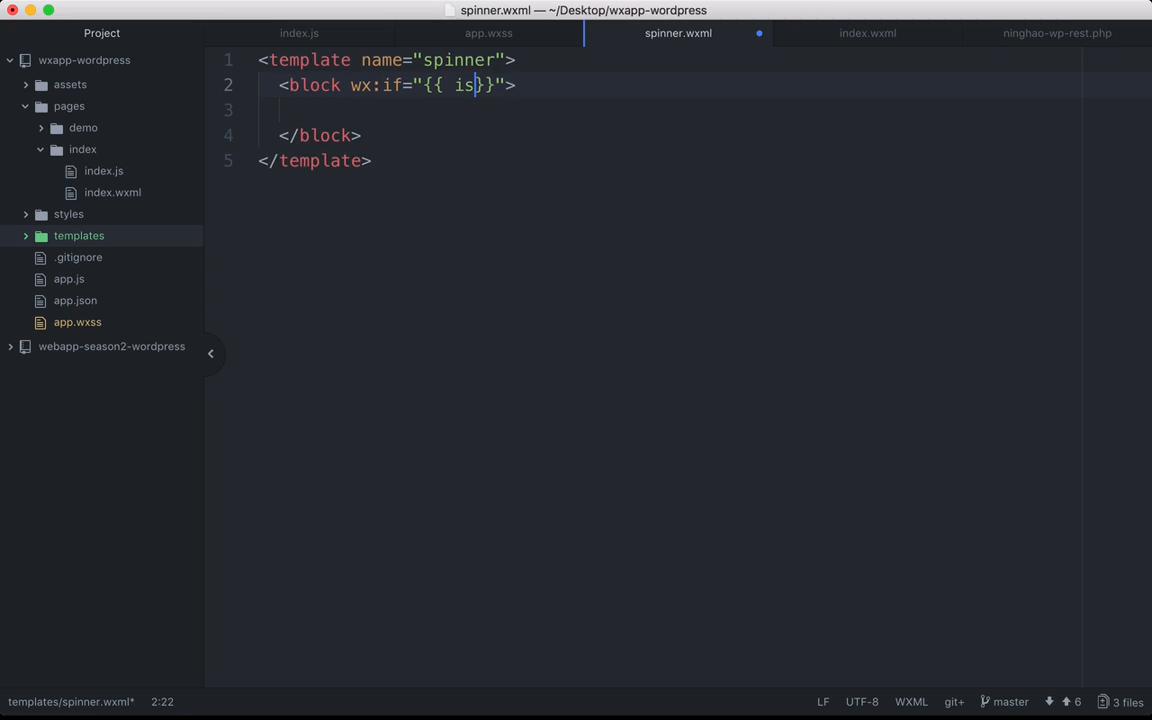 spinner.wxml — ~/Desktop/wxapp-wordpress
Project
index.js
app.wxss
spinner.wxml
index.wxml
ninghao-wp-rest.php
wxapp-wordpress
assets
pages
demo
index
index.js
index.wxml
styles
templates
.gitignore
app.js
app.json
app.wxss
webapp-season2-wordpress
1 <template name="spinner">
2 <block wx:if="{{ is}}">
3
4 </block>
5 </template>
templates/spinner.wxml* 2:22 LF UTF-8 WXML git+ master 6 3 files